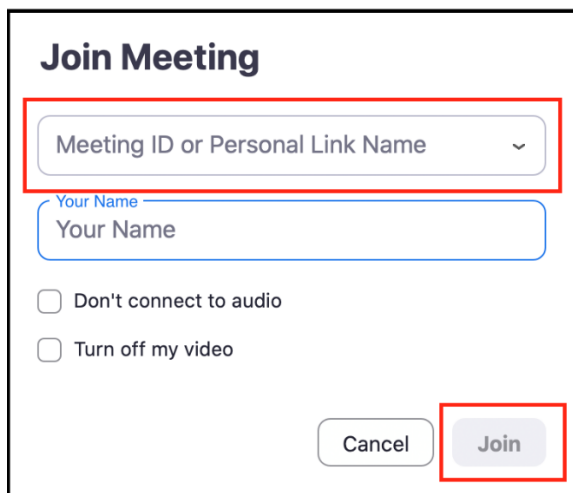 Join Meeting
Meeting ID or Personal Link Name
Your Name
Your Name
Don't connect to audio
Turn off my video
Cancel Join